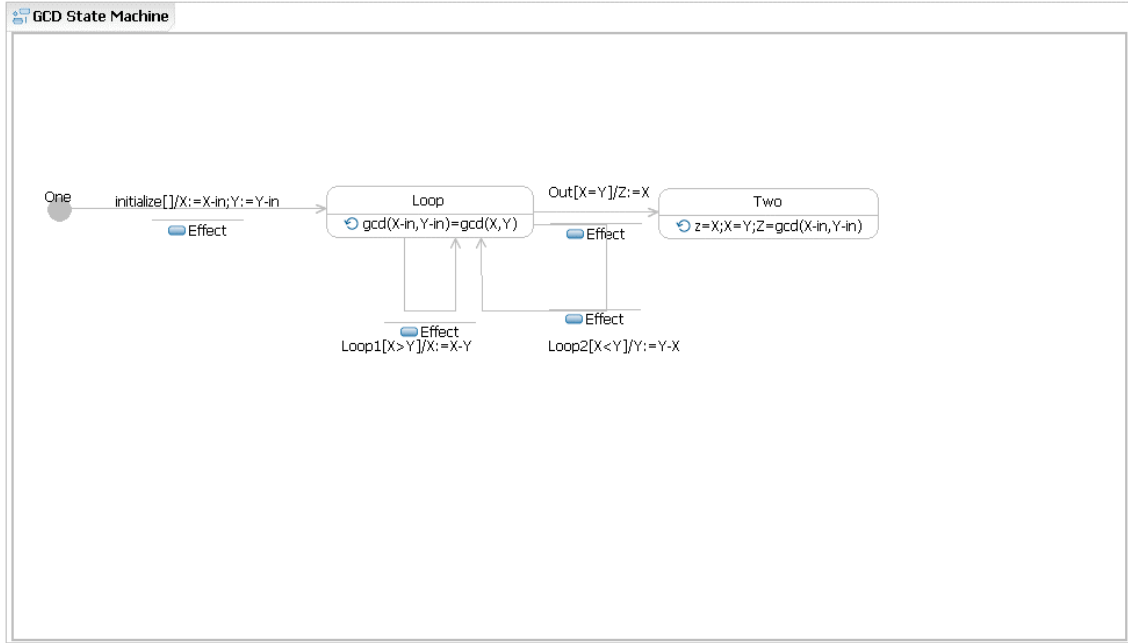 GCD State Machine
One
initialize[]/X:=X-in;Y:=Y-in
Effect
Loop
gcd(X-in,Y-in)=gcd(X,Y)
Out[X=Y]/Z:=X
Effect
Two
z=X;X=Y;Z=gcd(X-in,Y-in)
Effect
Loop1[X>Y]/X:=X-Y
Effect
Loop2[X<Y]/Y:=Y-X